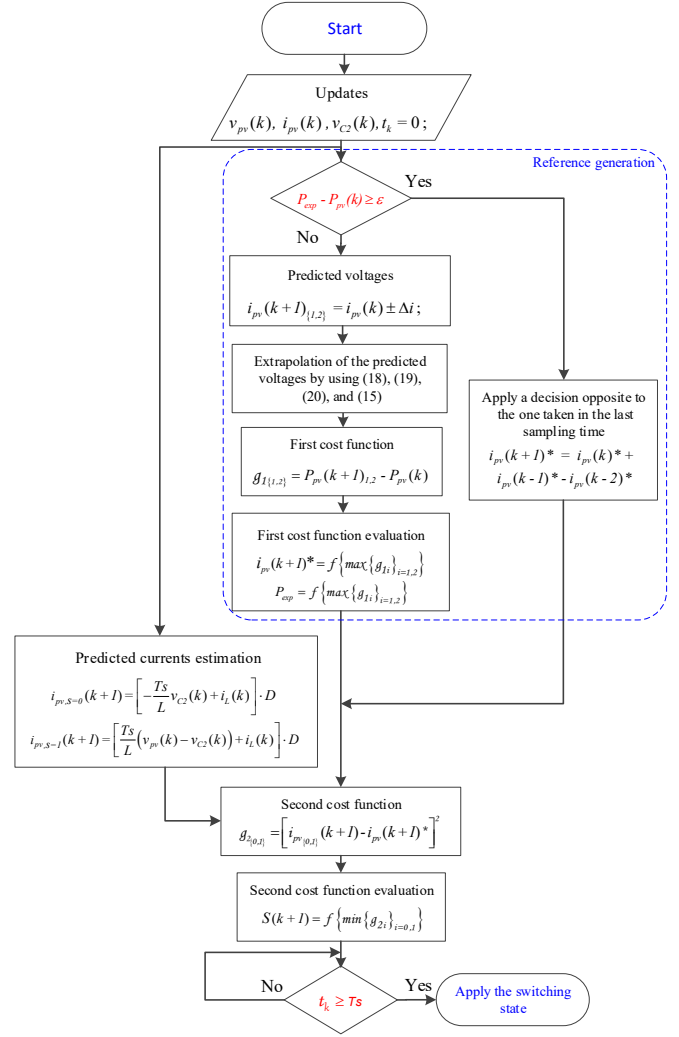 Start
Updates
v_pv(k), i_pv(k), v_C2(k), t_k = 0;
Reference generation
P_exp - P_pv(k) ≥ ε
Yes
No
Predicted voltages
i_pv(k+1)_{1,2} = i_pv(k) ± Δi;
Extrapolation of the predicted
voltages by using (18), (19),
(20), and (15)
Apply a decision opposite to
the one taken in the last
sampling time
i_pv(k+1)* = i_pv(k)* +
i_pv(k-1)* - i_pv(k-2)*
First cost function
g_1{1,2} = P_pv(k+1)_1,2 - P_pv(k)
First cost function evaluation
i_pv(k+1)* = f{max{g_1i}_i=1,2}
P_exp = f{max{g_1i}_i=1,2}
Predicted currents estimation
i_pv,S=0(k+1) = [-Ts/L v_C2(k) + i_L(k)]·D
i_pv,S=1(k+1) = [Ts/L (v_pv(k) - v_C2(k)) + i_L(k)]·D
Second cost function
g_2{0,1} = [i_pv{0,1}(k+1) - i_pv(k+1)*]^2
Second cost function evaluation
S(k+1) = f{min{g_2i}_i=0,1}
No
t_k ≥ Ts
Yes
Apply the switching
state